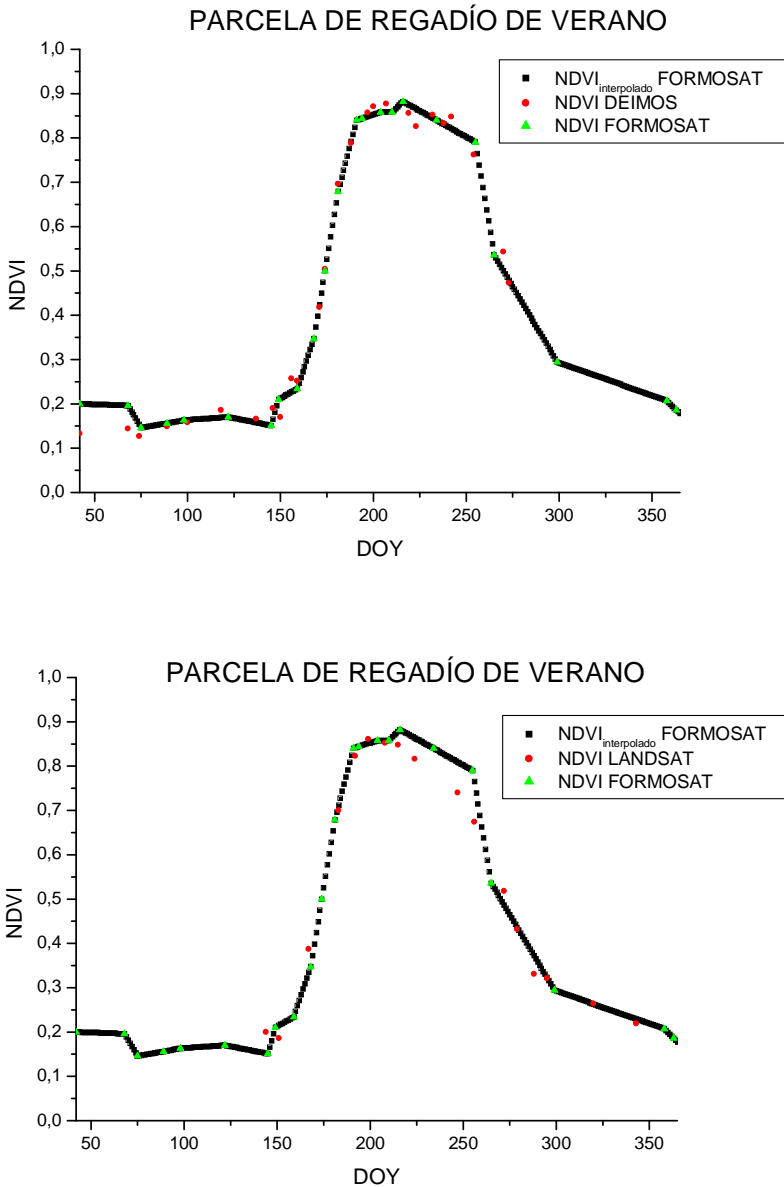 PARCELA DE REGADÍO DE VERANO
1,0
0,9
0,8
0,7
0,6
0,5
0,4
0,3
0,2
0,1
0,0
NDVI
NDVIinterpolado FORMOSAT
NDVI DEIMOS
NDVI FORMOSAT
50 100 150 200 250 300 350
DOY
PARCELA DE REGADÍO DE VERANO
1,0
0,9
0,8
0,7
0,6
0,5
0,4
0,3
0,2
0,1
0,0
NDVI
NDVIinterpolado FORMOSAT
NDVI LANDSAT
NDVI FORMOSAT
50 100 150 200 250 300 350
DOY